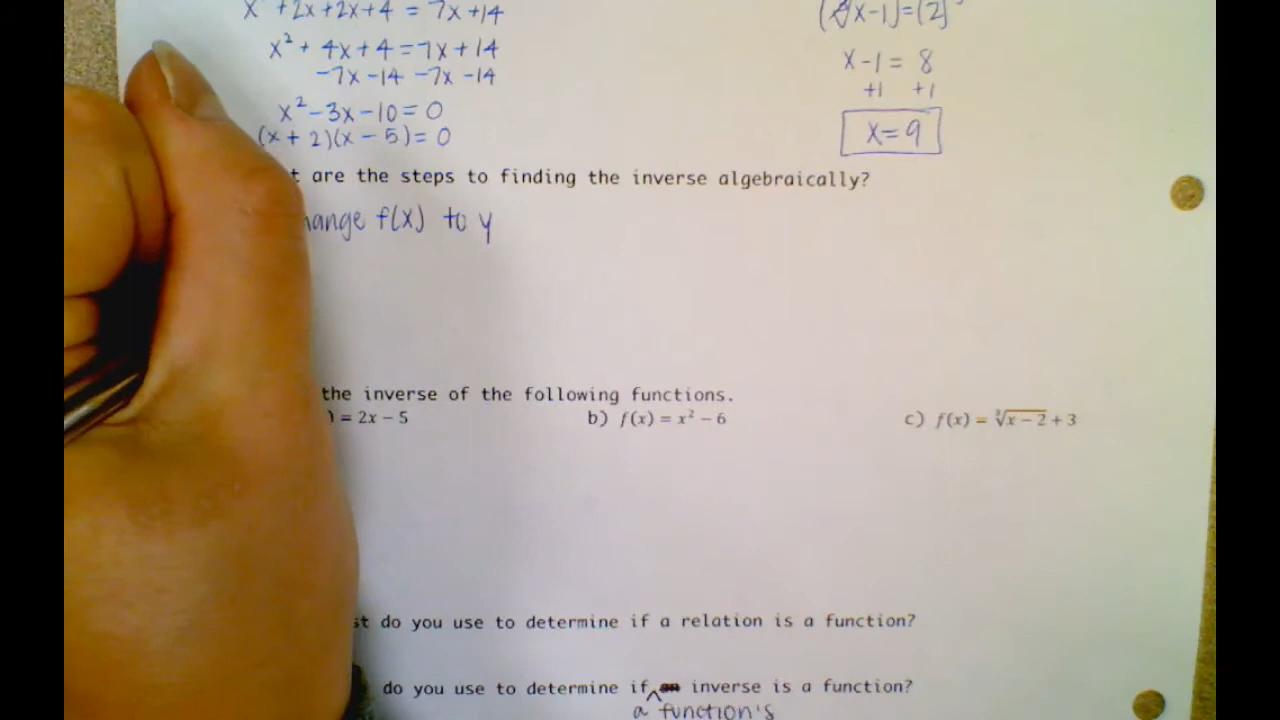 x² + 2x + 2x + 4 = 7x + 14
x² + 4x + 4 = 7x + 14
-7x -14 -7x -14
x² - 3x - 10 = 0
(x + 2)(x - 5) = 0
x - 1 = 8
+1 +1
x = 9
are the steps to finding the inverse algebraically?
f(x) to y
the inverse of the following functions.
) = 2x − 5
b) f(x) = x² − 6
c) f(x) = ∛x − 2 + 3
do you use to determine if a relation is a function?
do you use to determine if inverse is a function?
a function's